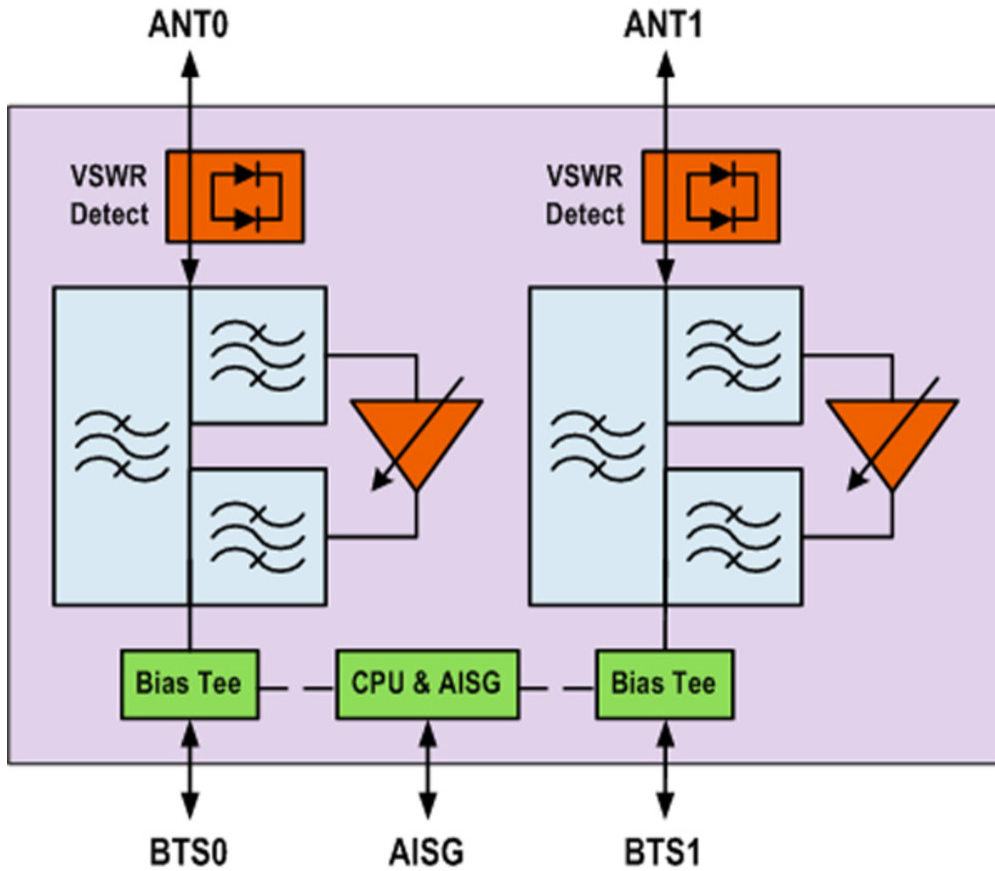 ANT0
ANT1
VSWR
Detect
VSWR
Detect
Bias Tee
CPU & AISG
Bias Tee
BTS0
AISG
BTS1